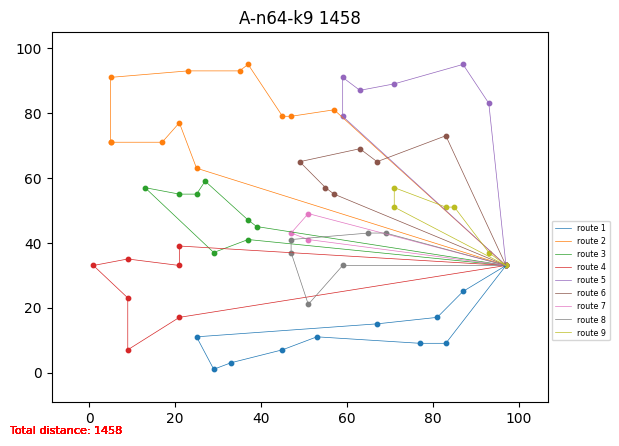 A-n64-k9 1458
100
80
60
40
20
0
0 20 40 60 80 100
route 1
route 2
route 3
route 4
route 5
route 6
route 7
route 8
route 9
Total distance: 1458